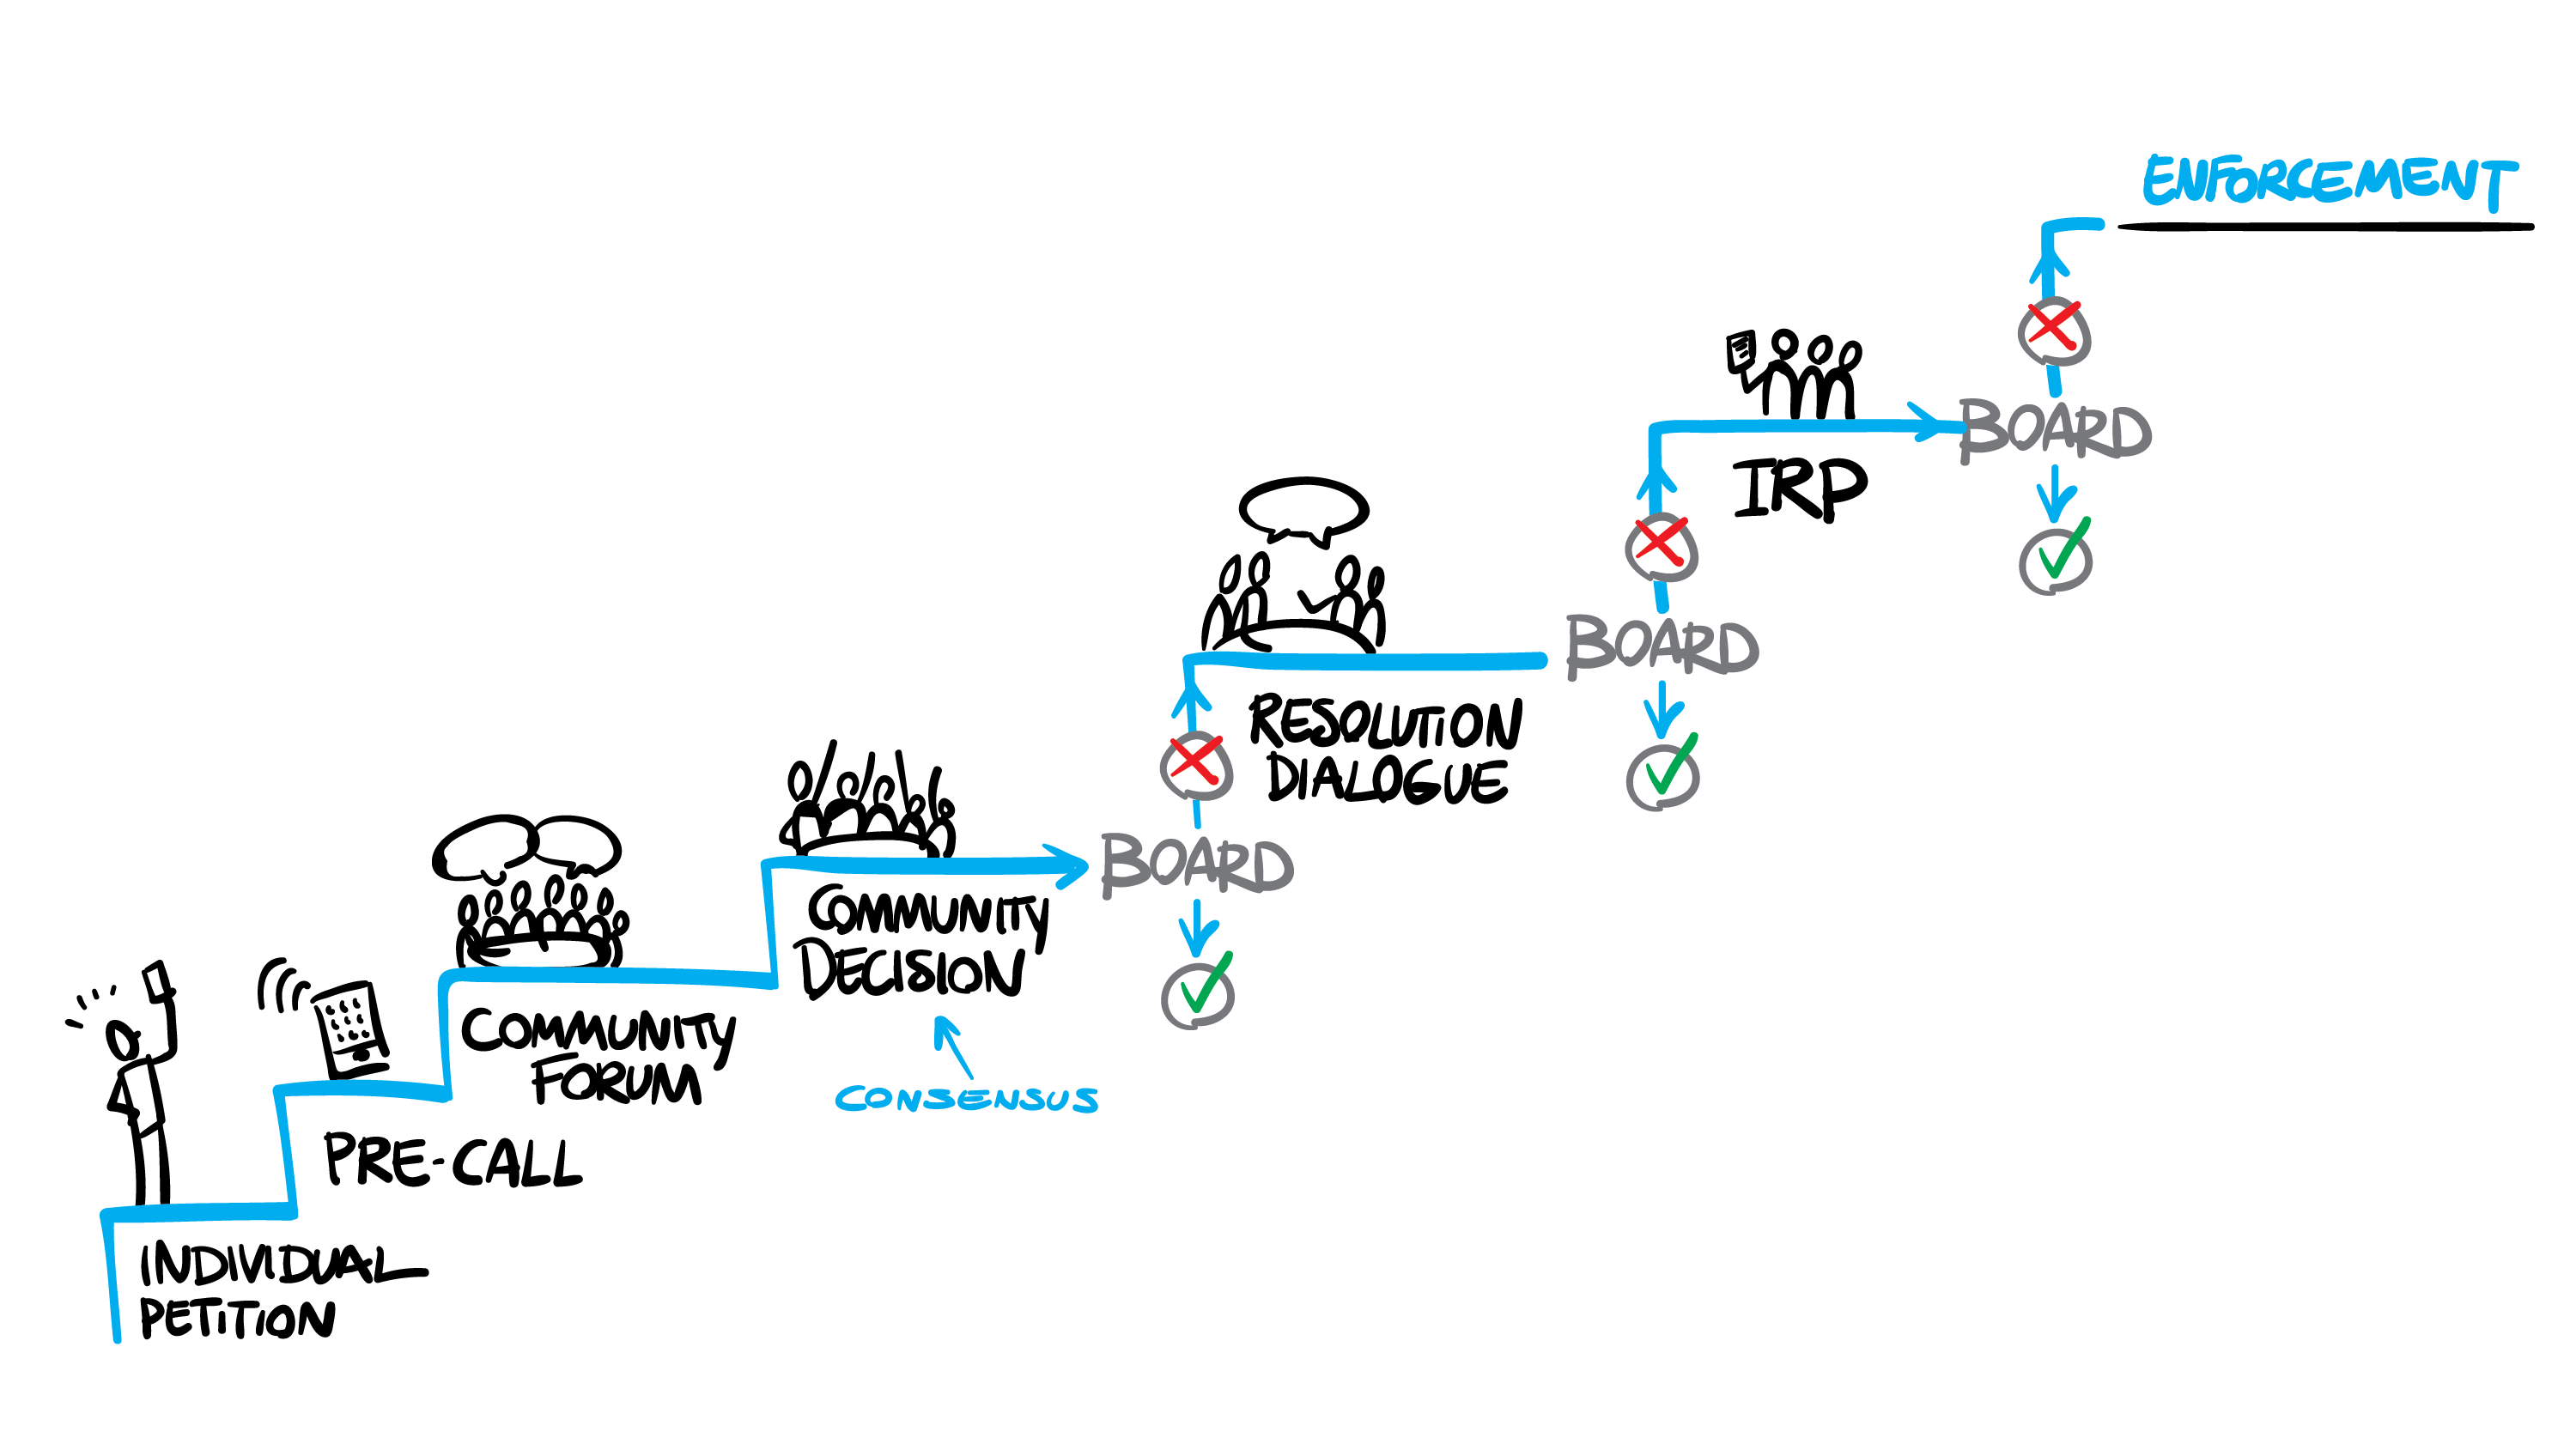 INDIVIDUAL
PETITION
PRE-CALL
COMMUNITY
FORUM
COMMUNITY
DECISION
CONSENSUS
BOARD
RESOLUTION
DIALOGUE
BOARD
IRP
BOARD
ENFORCEMENT